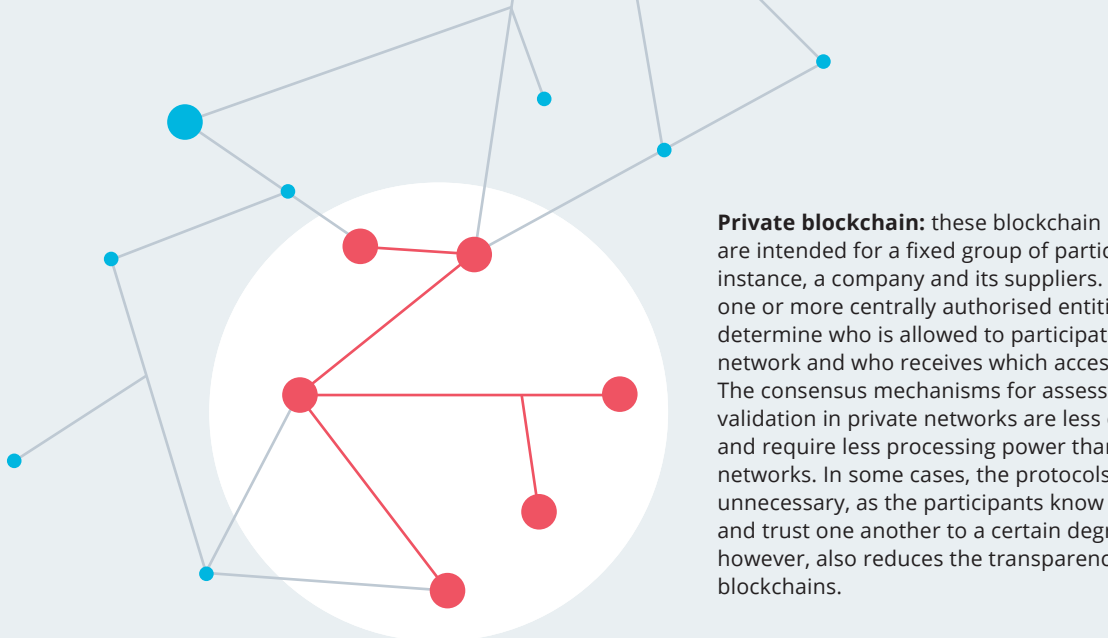 Private blockchain: these blockchain
are intended for a fixed group of partic
instance, a company and its suppliers.
one or more centrally authorised entiti
determine who is allowed to participat
network and who receives which acces
The consensus mechanisms for assess
validation in private networks are less
and require less processing power than
networks. In some cases, the protocols
unnecessary, as the participants know
and trust one another to a certain degr
however, also reduces the transparenc
blockchains.